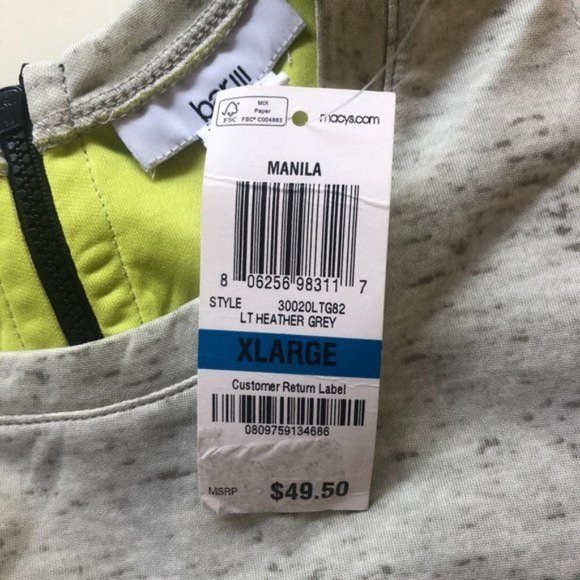 bar III
FSC
MIX
Paper
FSC® C004863
macys.com
MANILA
8 06256 98311 7
STYLE 30020LTG82
LT HEATHER GREY
XLARGE
Customer Return Label
0809759134686
MSRP $49.50